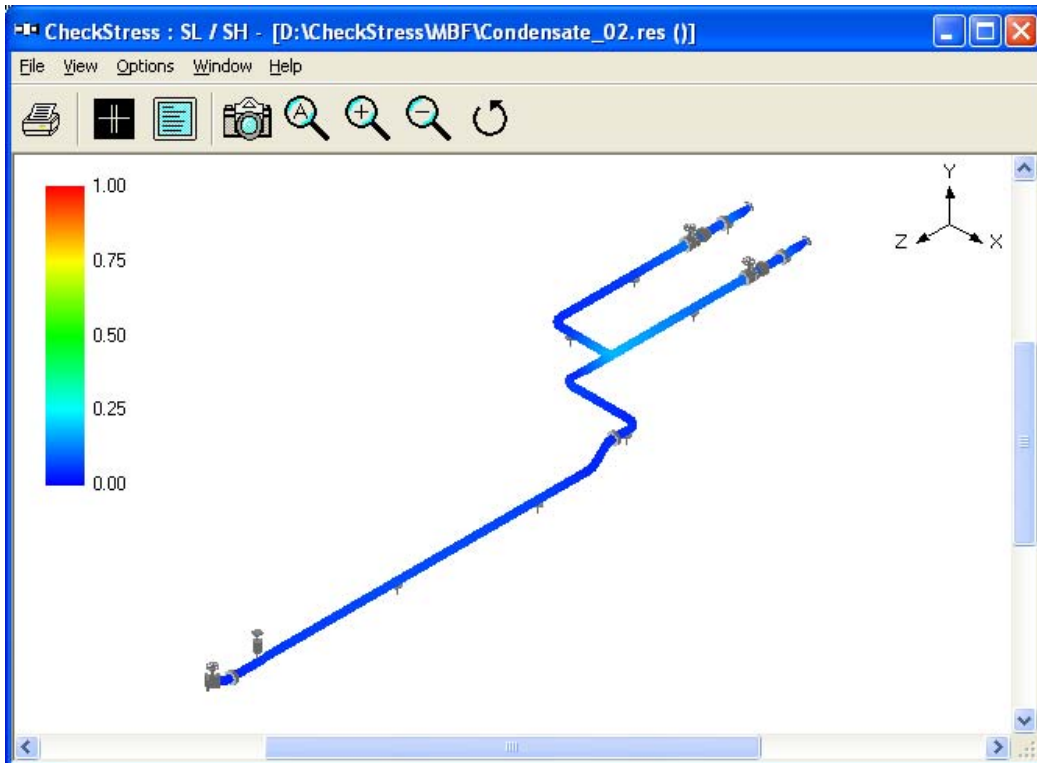 CheckStress : SL / SH - [D:\CheckStress\MBF\Condensate_02.res ()]
File View Options Window Help
A
1.00
0.75
0.50
0.25
0.00
Y
Z X